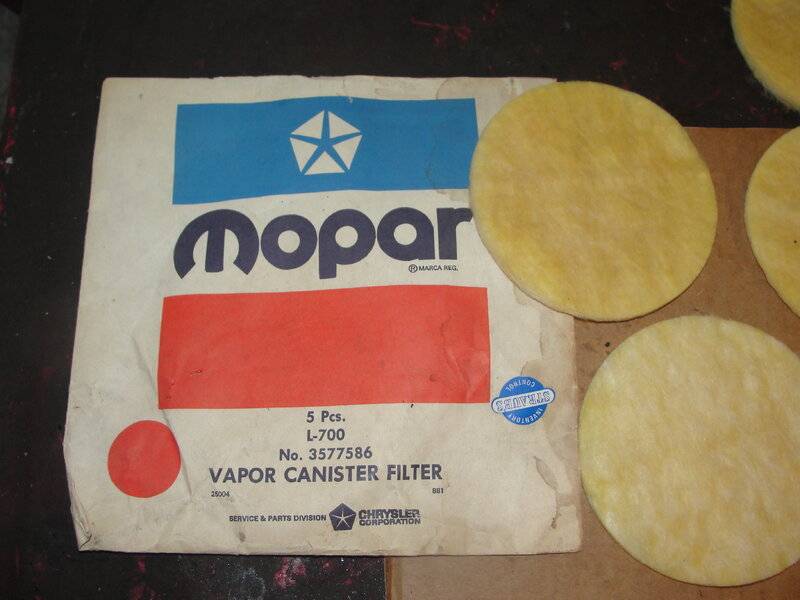 Mopar
® MARCA REG.
INVENTORY
STRAUSS
CONTROL
5 Pcs.
L-700
No. 3577586
VAPOR CANISTER FILTER
25004 881
SERVICE & PARTS DIVISION CHRYSLER
CORPORATION